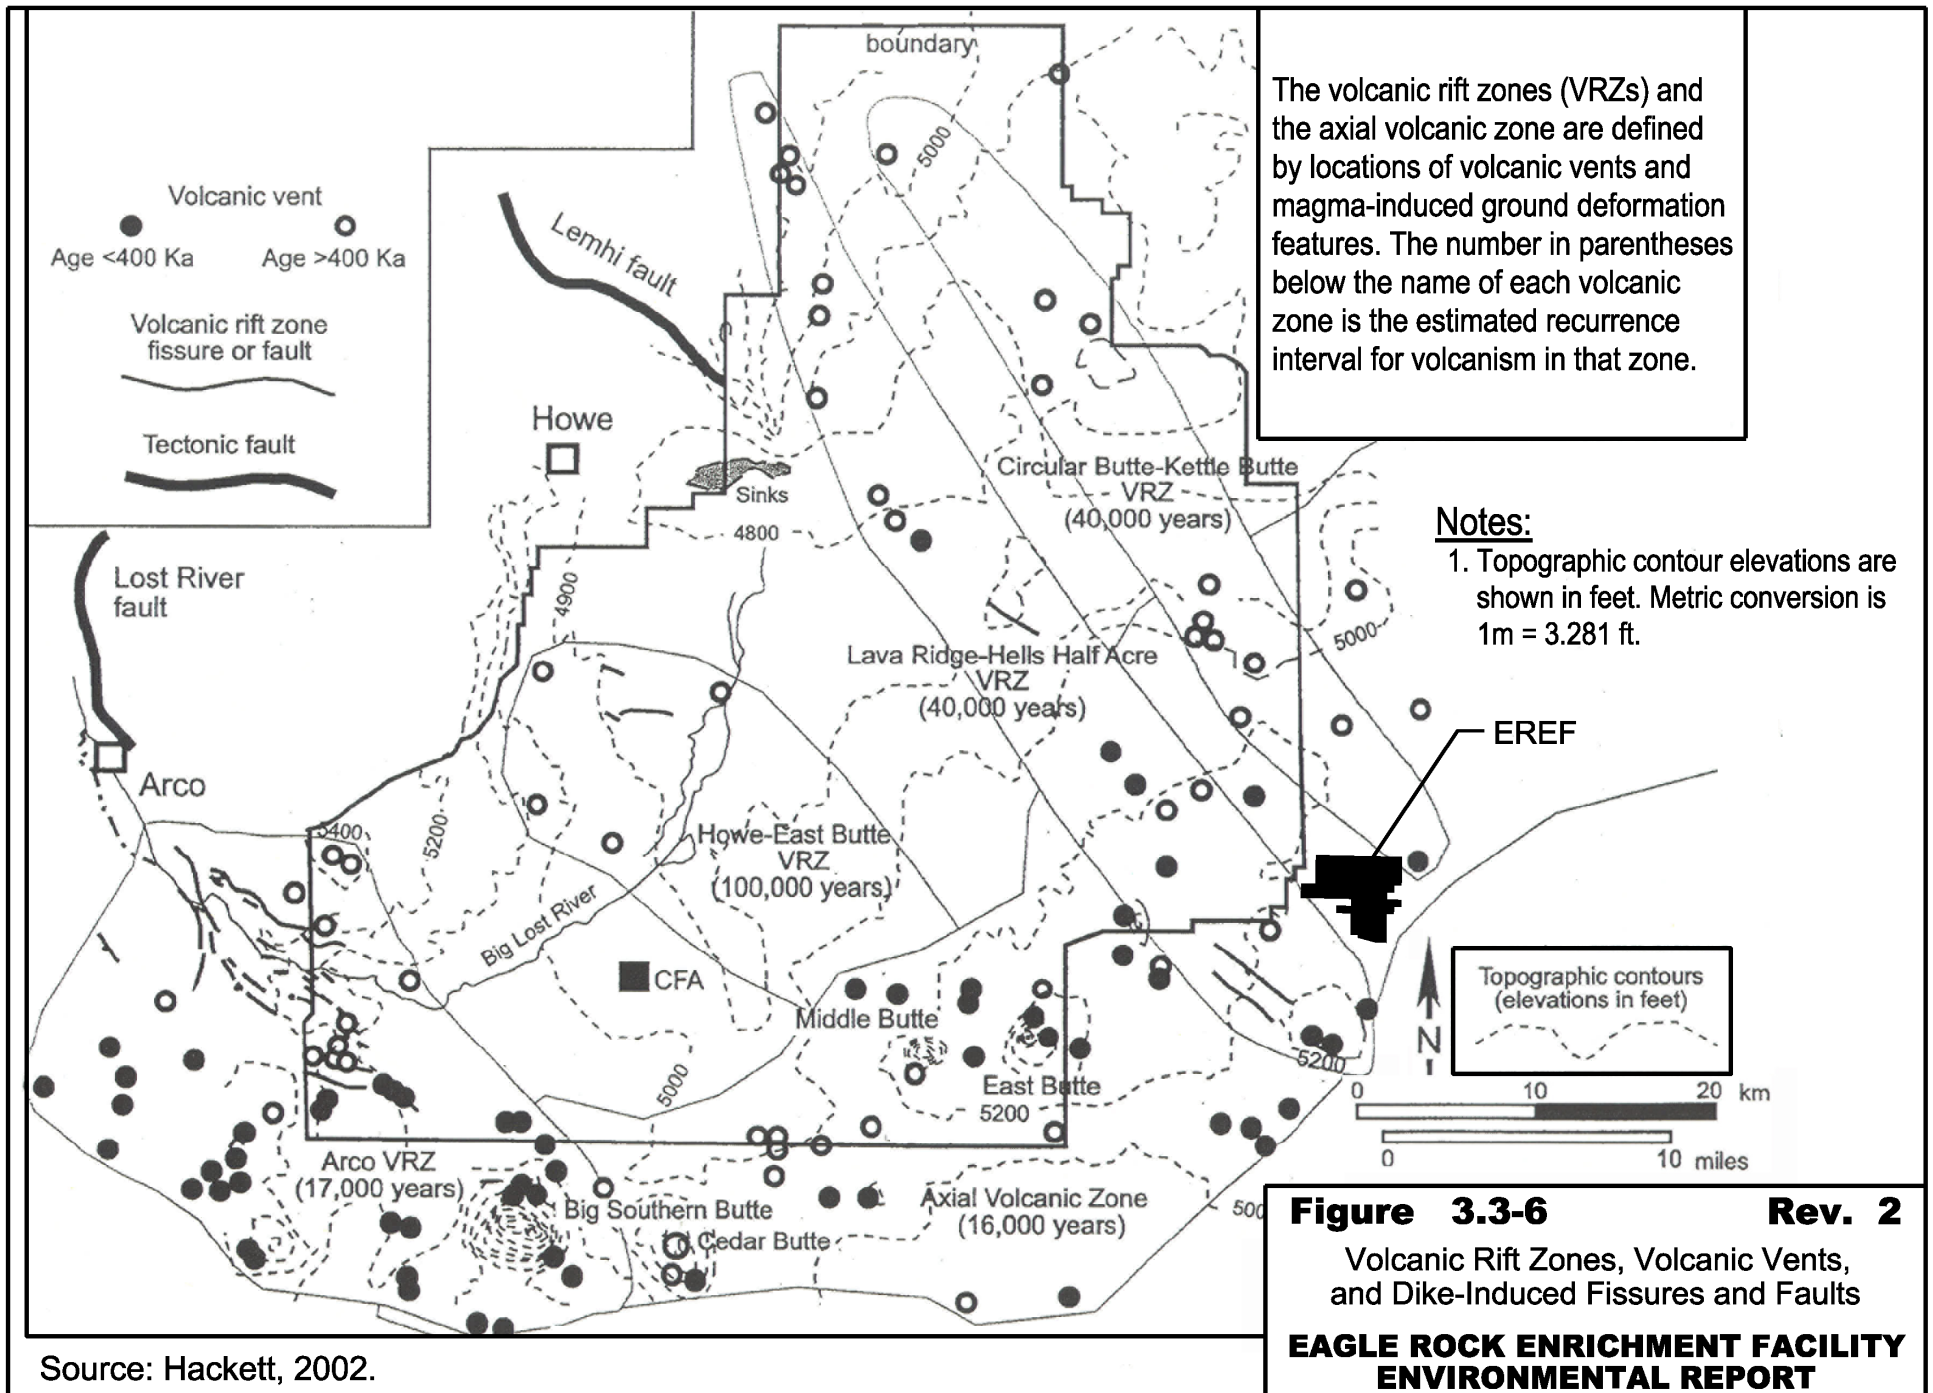 boundary
The volcanic rift zones (VRZs) and
the axial volcanic zone are defined
by locations of volcanic vents and
magma-induced ground deformation
features. The number in parentheses
below the name of each volcanic
zone is the estimated recurrence
interval for volcanism in that zone.
Volcanic vent
Age <400 Ka
Age >400 Ka
Volcanic rift zone
fissure or fault
Tectonic fault
Lemhi fault
5000
Howe
Sinks
4800
4900
Circular Butte-Kettle Butte
VRZ
(40,000 years)
Notes:
1. Topographic contour elevations are
shown in feet. Metric conversion is
1m = 3.281 ft.
Lost River
fault
Arco
5000
Lava Ridge-Hells Half Acre
VRZ
(40,000 years)
EREF
5400
5200
Howe-East Butte
VRZ
(100,000 years)
Big Lost River
CFA
Middle Butte
5000
East Butte
5200
5200
Topographic contours
(elevations in feet)
N
0 10 20 km
0 10 miles
Arco VRZ
(17,000 years)
Big Southern Butte
Cedar Butte
Axial Volcanic Zone
(16,000 years)
500
Figure 3.3-6 Rev. 2
Volcanic Rift Zones, Volcanic Vents,
and Dike-Induced Fissures and Faults
EAGLE ROCK ENRICHMENT FACILITY
ENVIRONMENTAL REPORT
Source: Hackett, 2002.